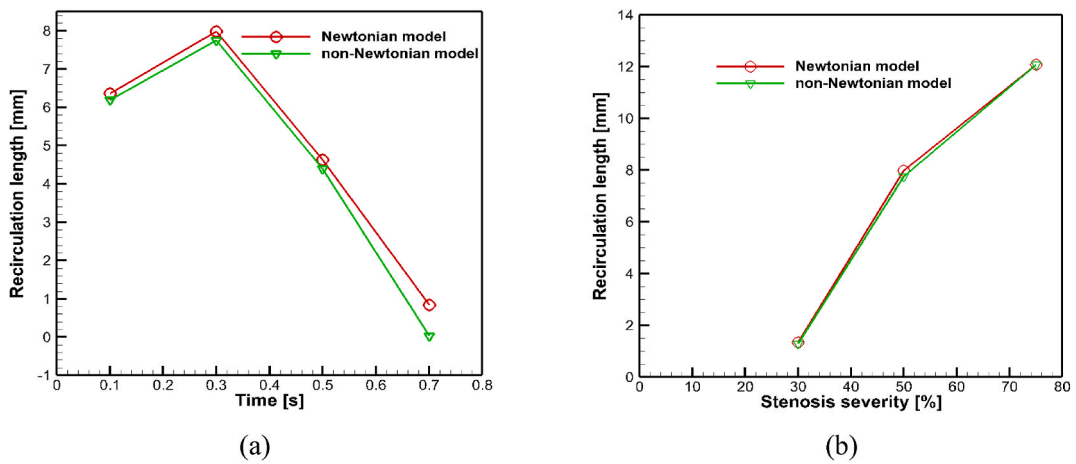 8
7
6
5
4
3
2
1
0
-1
Recirculation length [mm]
Newtonian model
non-Newtonian model
0 0.1 0.2 0.3 0.4 0.5 0.6 0.7 0.8
Time [s]
(a)
14
12
10
8
6
4
2
0
Recirculation length [mm]
Newtonian model
non-Newtonian model
0 10 20 30 40 50 60 70 80
Stenosis severity [%]
(b)